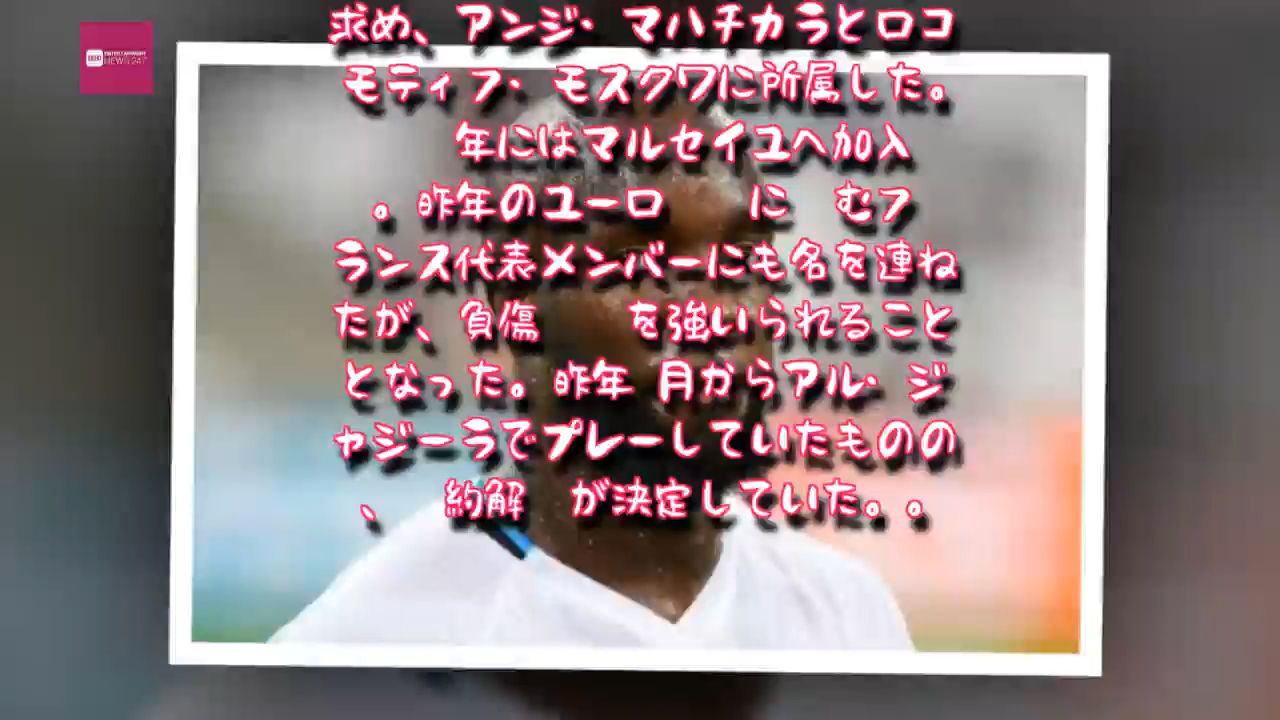 求め、アンジ・マハチカラとロコ
モティフ・モスクワに所属した。
年にはマルセイユへ加入
。昨年のユーロ に むフ
ランス代表メンバーにも名を連ね
たが、負傷 を強いられること
となった。昨年 月からアル・ジ
ャジーラでプレーしていたものの
、 約解 が決定していた。。
NEWS 247